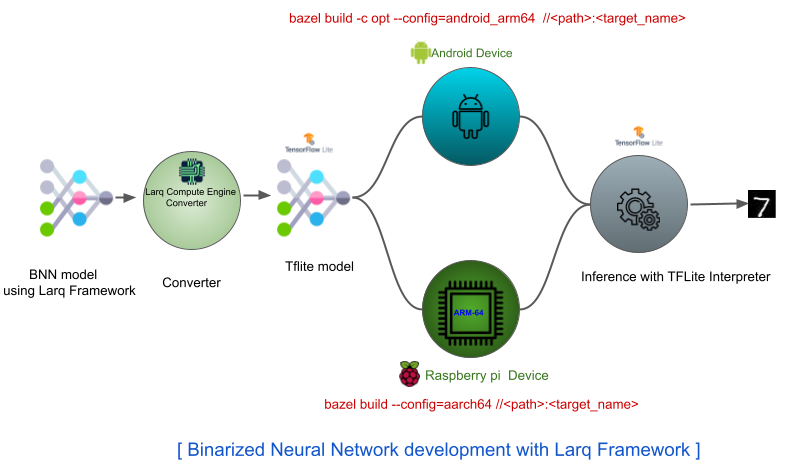 bazel build -c opt --config=android_arm64 //<path>:<target_name>
Android Device
TensorFlow Lite
TensorFlow Lite
Larq Compute Engine
Converter
ARM-64
BNN model
using Larq Framework
Converter
Tflite model
Inference with TFLite Interpreter
7
Raspberry pi Device
bazel build --config=aarch64 //<path>:<target_name>
[ Binarized Neural Network development with Larq Framework ]